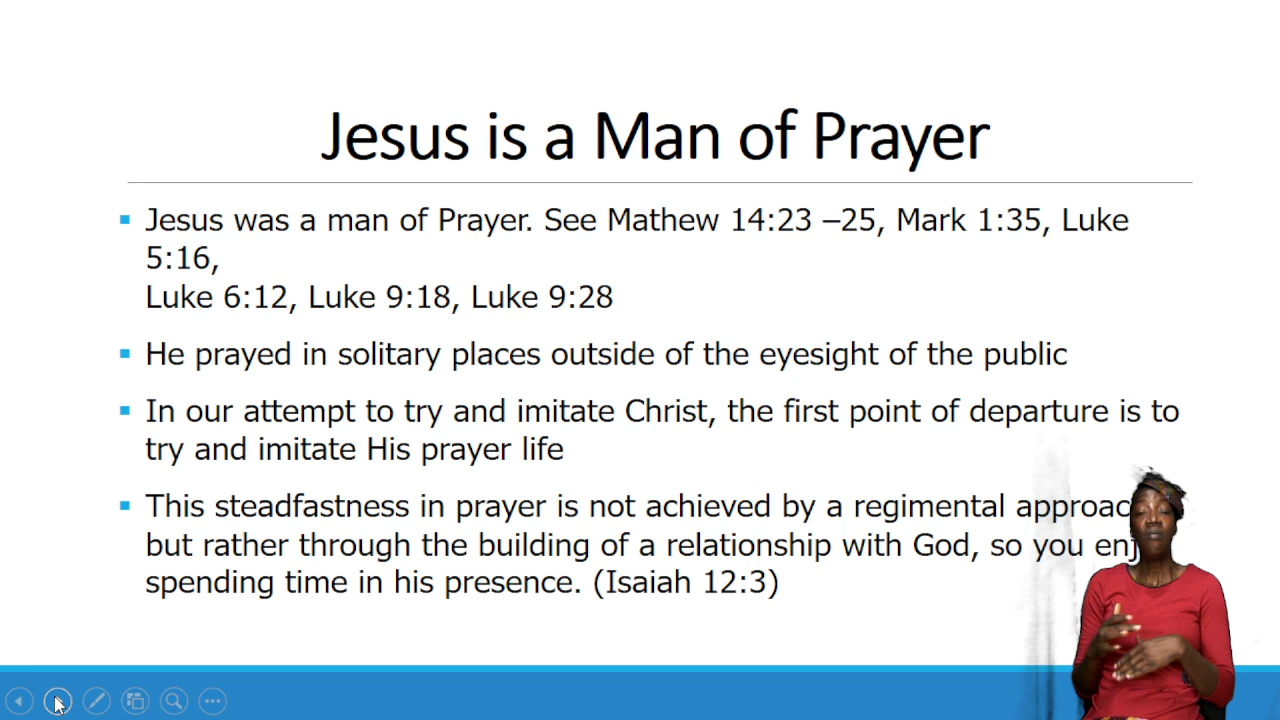 Jesus is a Man of Prayer
Jesus was a man of Prayer. See Mathew 14:23 –25, Mark 1:35, Luke
5:16,
Luke 6:12, Luke 9:18, Luke 9:28
He prayed in solitary places outside of the eyesight of the public
In our attempt to try and imitate Christ, the first point of departure is to
try and imitate His prayer life
This steadfastness in prayer is not achieved by a regimental
but rather through the building of a relationship with God, so you
spending time in his presence. (Isaiah 12:3)